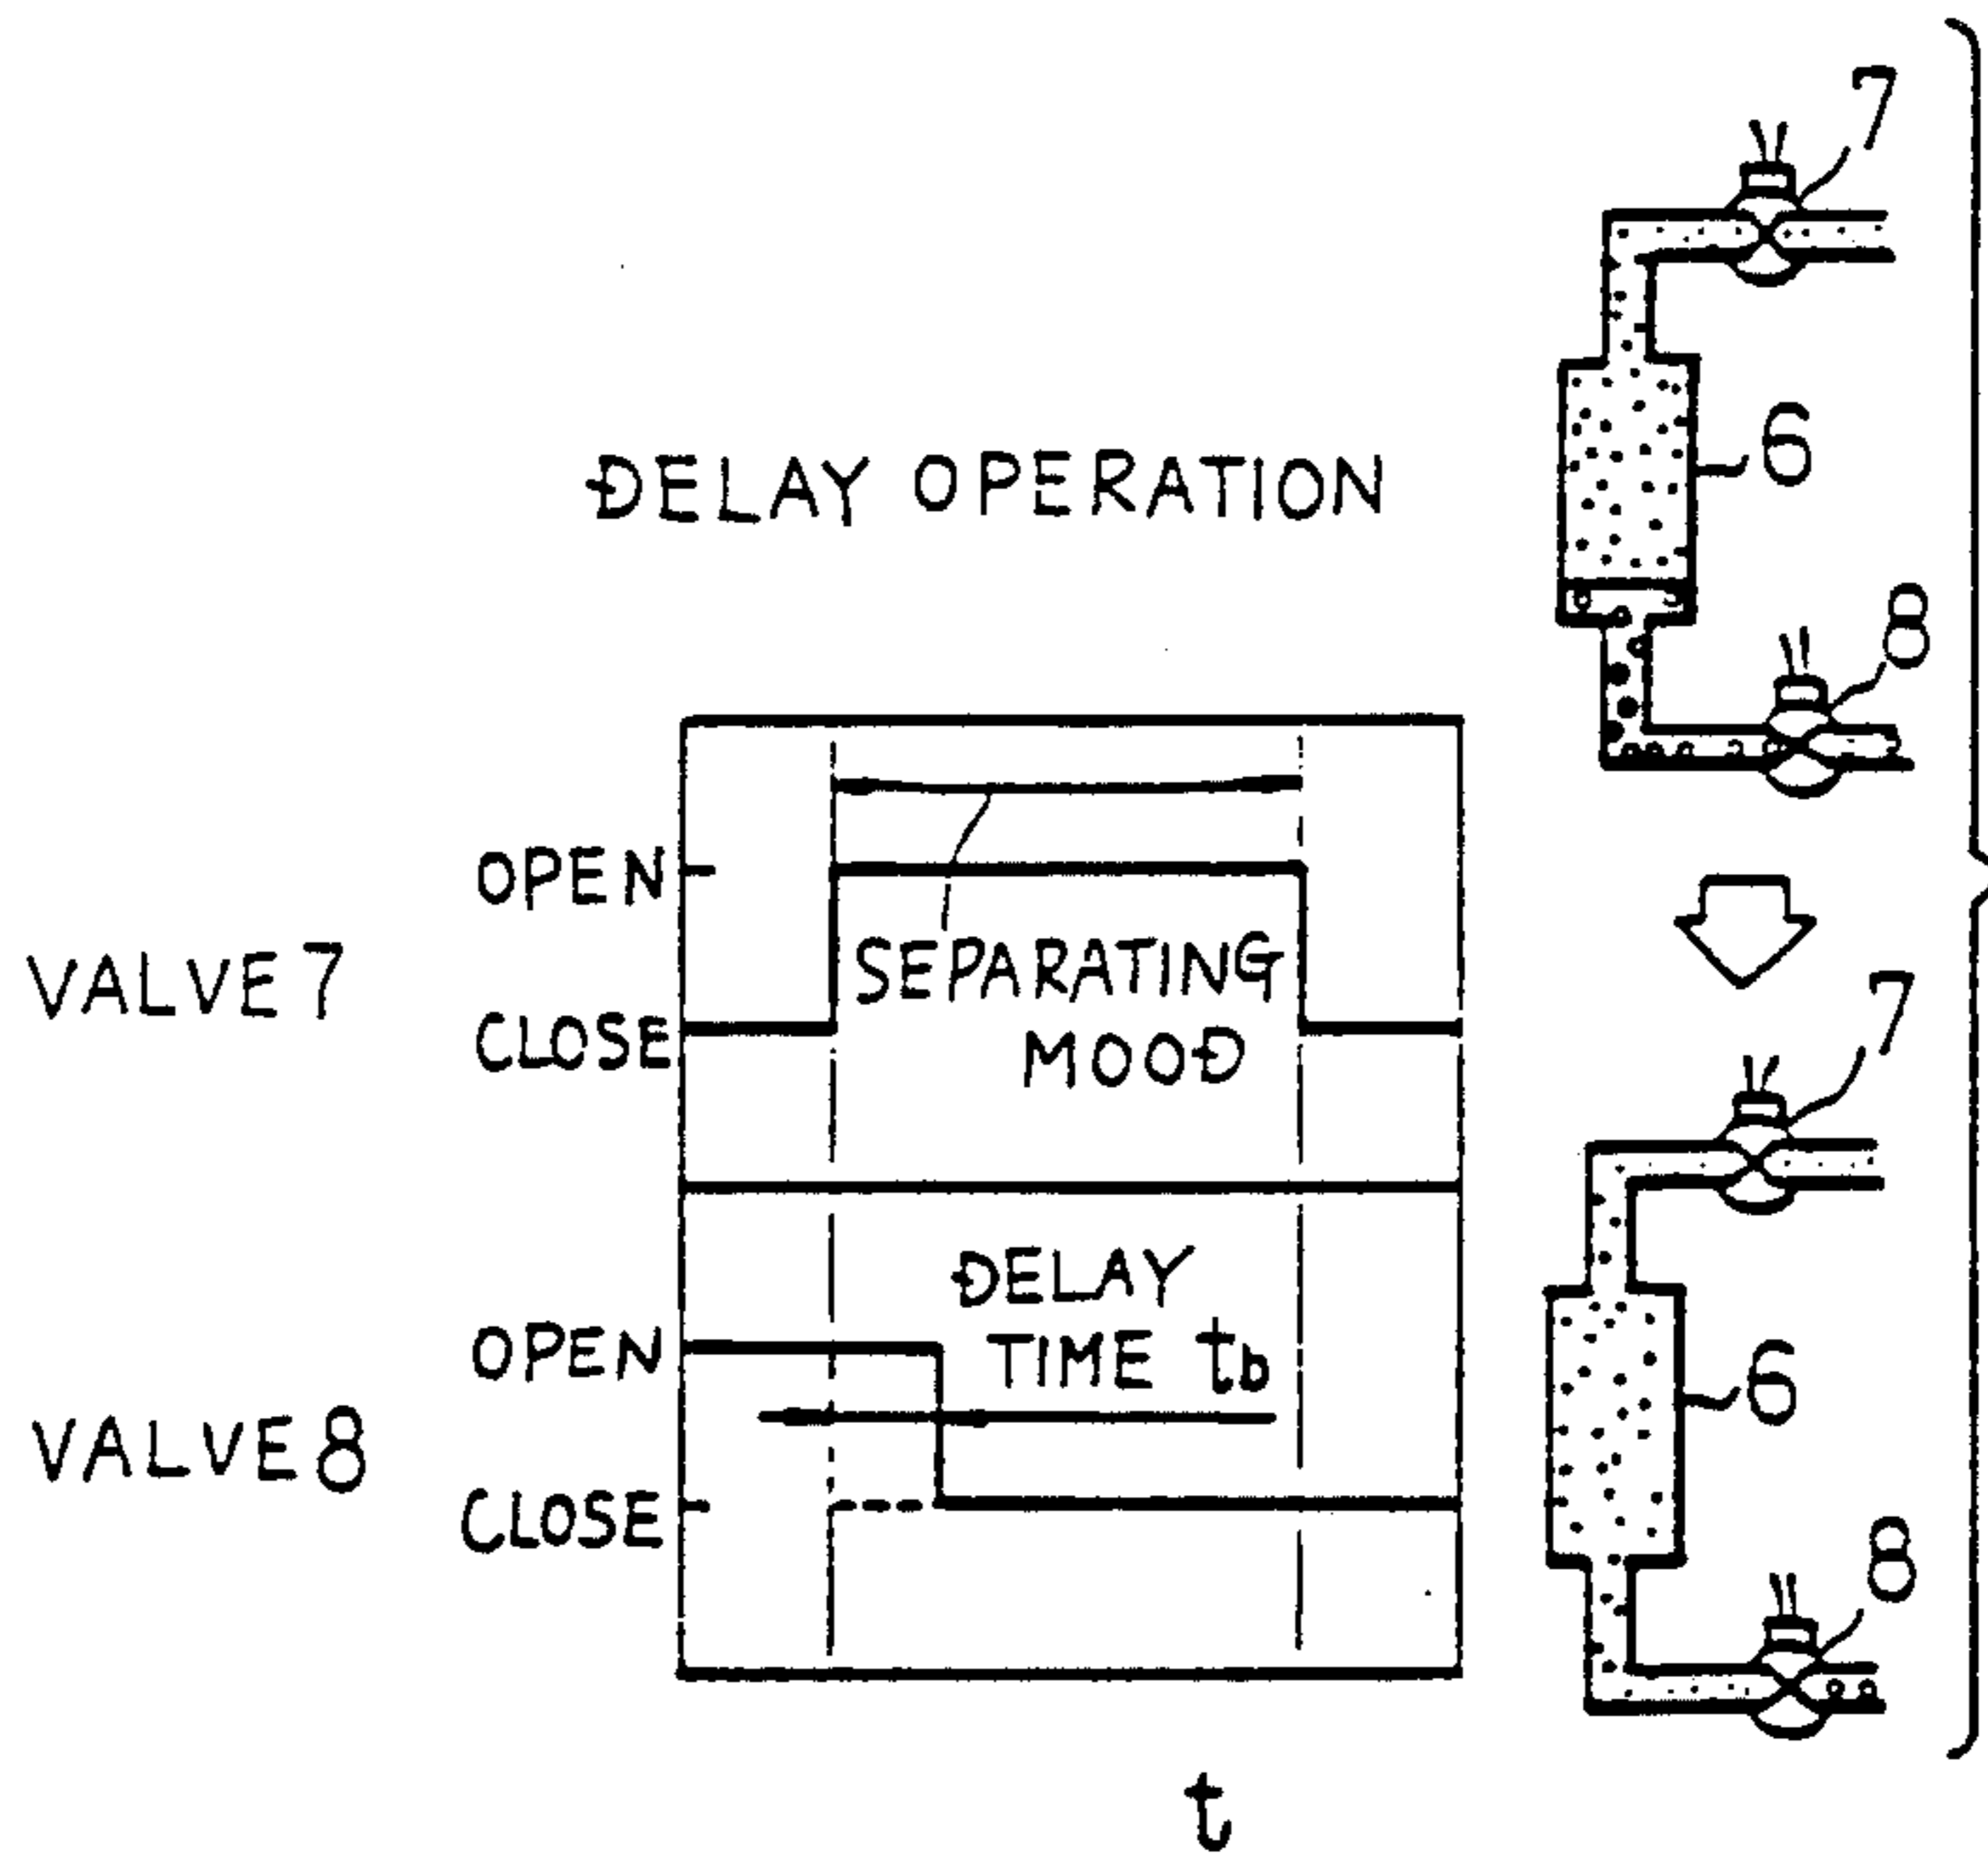 7
6
DELAY OPERATION
8
OPEN
VALVE 7
SEPARATING
CLOSE
MOOD
7
DELAY
OPEN
TIME tb
6
VALVE 8
CLOSE
8
t